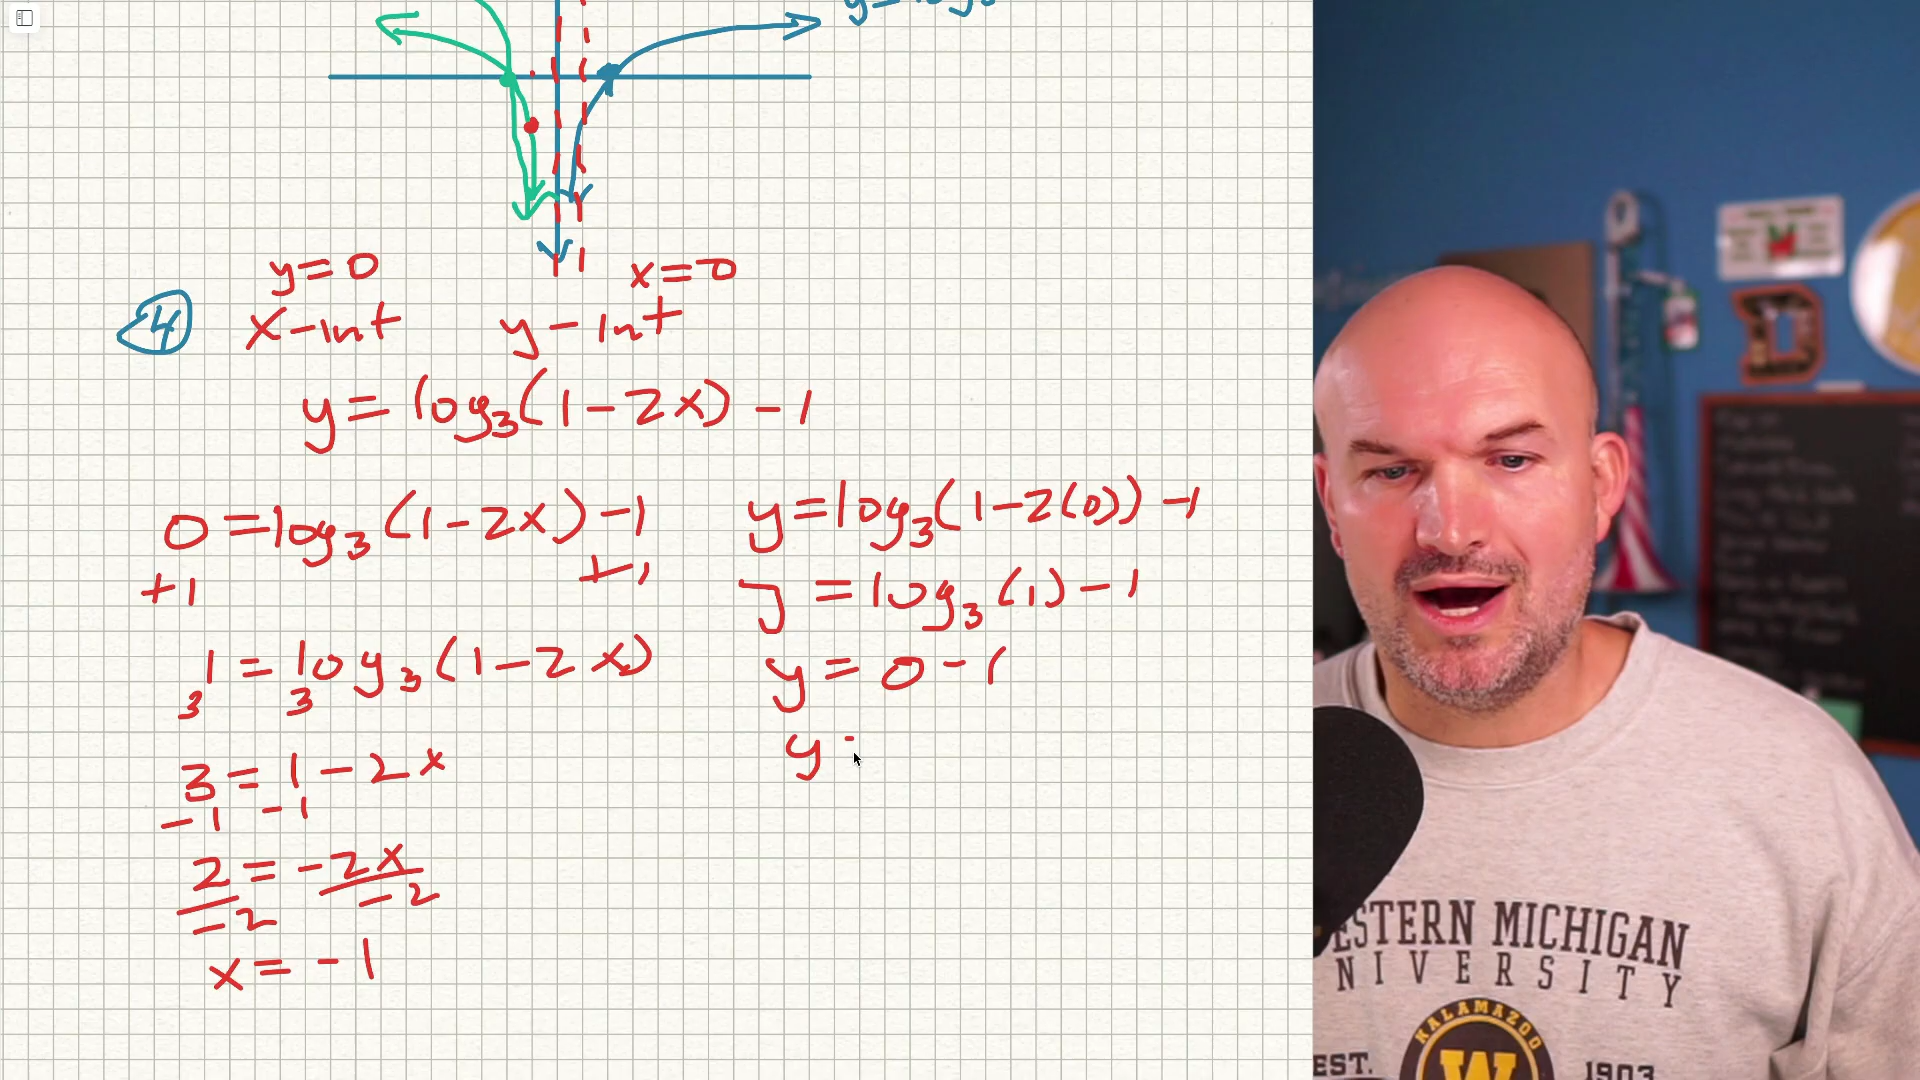 y = 0
x = 0
4
x-int
y-int
y = log₃(1-2x) - 1
0 = log₃(1-2x) - 1
+1 +1
1 = log₃(1-2x)
3 3
3 = 1 - 2x
-1 -1
2 = -2x
-2 -2
x = -1
y = log₃(1-2(0)) - 1
y = log₃(1) - 1
y = 0 - 1
y -
ESTERN MICHIGAN
NIVERSITY
KALAMAZOO
W
EST. 1903
D